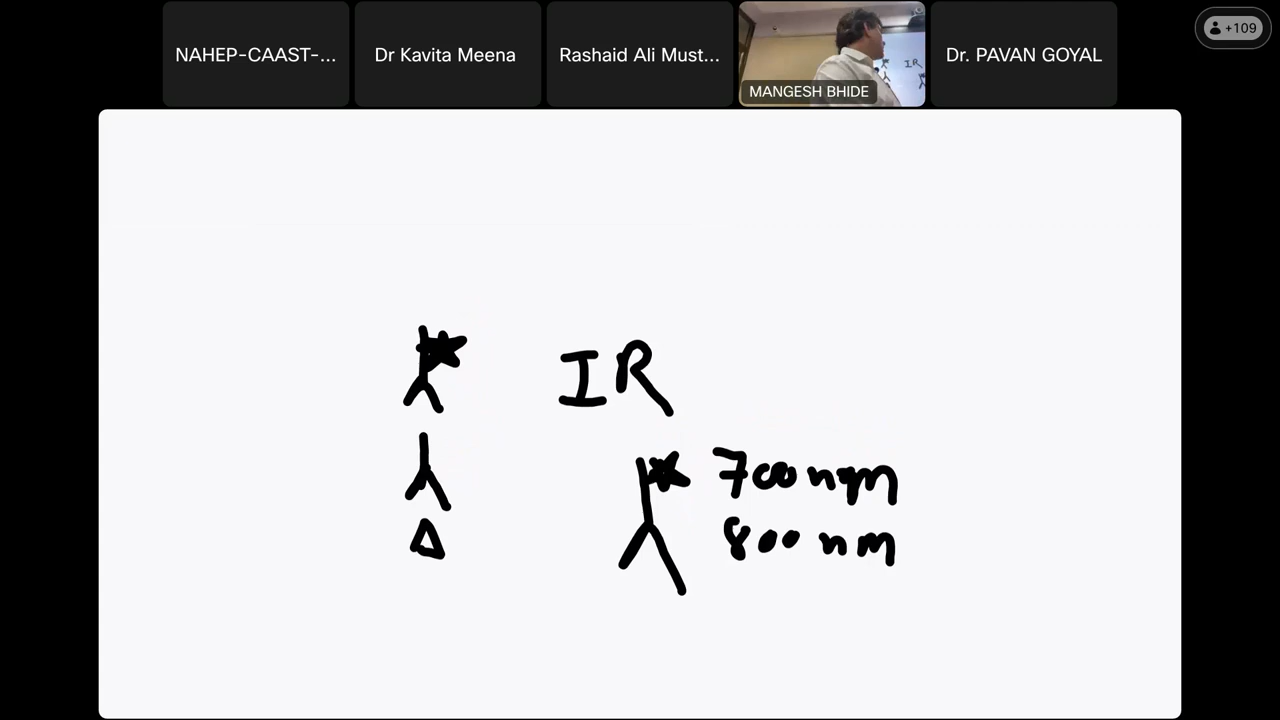 NAHEP-CAAST-...
Dr Kavita Meena
Rashaid Ali Must...
MANGESH BHIDE
Dr. PAVAN GOYAL
+109
IR
700 nm
800 nm